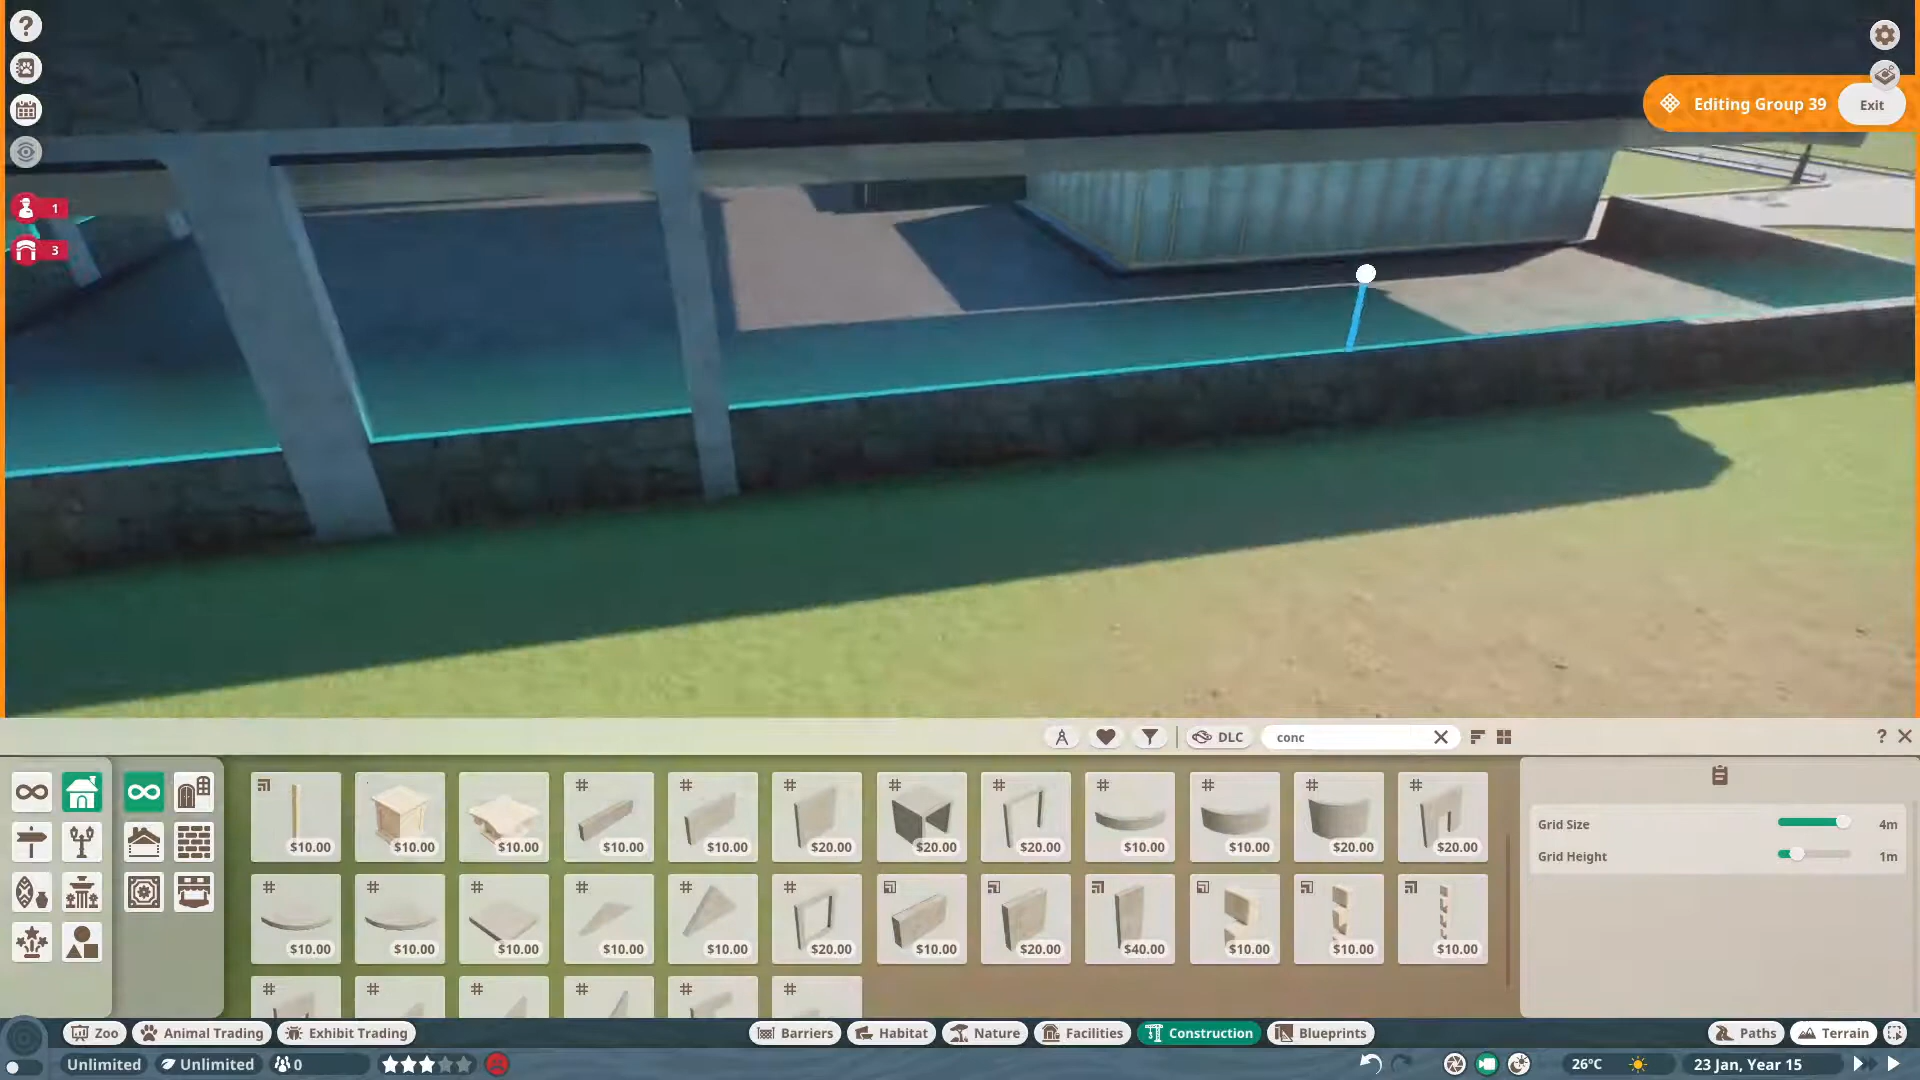 ?
Editing Group 39
Exit
1
3
DLC
conc
?
$10.00
$10.00
$10.00
$10.00
$10.00
$20.00
$20.00
$20.00
$10.00
$10.00
$20.00
$20.00
$10.00
$10.00
$10.00
$10.00
$10.00
$20.00
$10.00
$20.00
$40.00
$10.00
$10.00
$10.00
Grid Size
4m
Grid Height
1m
Zoo
Animal Trading
Exhibit Trading
Barriers
Habitat
Nature
Facilities
Construction
Blueprints
Paths
Terrain
Unlimited
Unlimited
0
26°C
23 Jan, Year 15